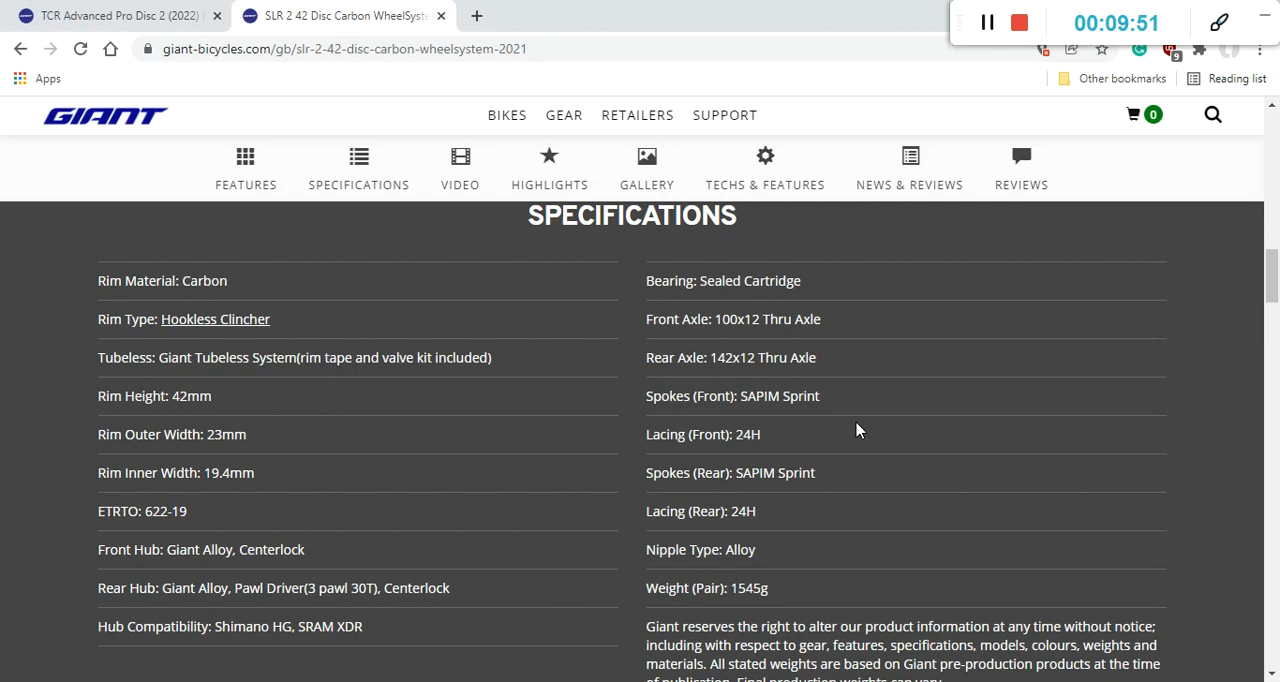 TCR Advanced Pro Disc 2 (2022)
SLR 2 42 Disc Carbon WheelSyste
00:09:51
giant-bicycles.com/gb/slr-2-42-disc-carbon-wheelsystem-2021
9
Apps
Other bookmarks
Reading list
GIANT
BIKES GEAR RETAILERS SUPPORT
0
FEATURES SPECIFICATIONS VIDEO HIGHLIGHTS GALLERY TECHS & FEATURES NEWS & REVIEWS REVIEWS
SPECIFICATIONS
Rim Material: Carbon
Rim Type: Hookless Clincher
Tubeless: Giant Tubeless System(rim tape and valve kit included)
Rim Height: 42mm
Rim Outer Width: 23mm
Rim Inner Width: 19.4mm
ETRTO: 622-19
Front Hub: Giant Alloy, Centerlock
Rear Hub: Giant Alloy, Pawl Driver(3 pawl 30T), Centerlock
Hub Compatibility: Shimano HG, SRAM XDR
Bearing: Sealed Cartridge
Front Axle: 100x12 Thru Axle
Rear Axle: 142x12 Thru Axle
Spokes (Front): SAPIM Sprint
Lacing (Front): 24H
Spokes (Rear): SAPIM Sprint
Lacing (Rear): 24H
Nipple Type: Alloy
Weight (Pair): 1545g
Giant reserves the right to alter our product information at any time without notice;
including with respect to gear, features, specifications, models, colours, weights and
materials. All stated weights are based on Giant pre-production products at the time
of publication. Final production weights can vary.